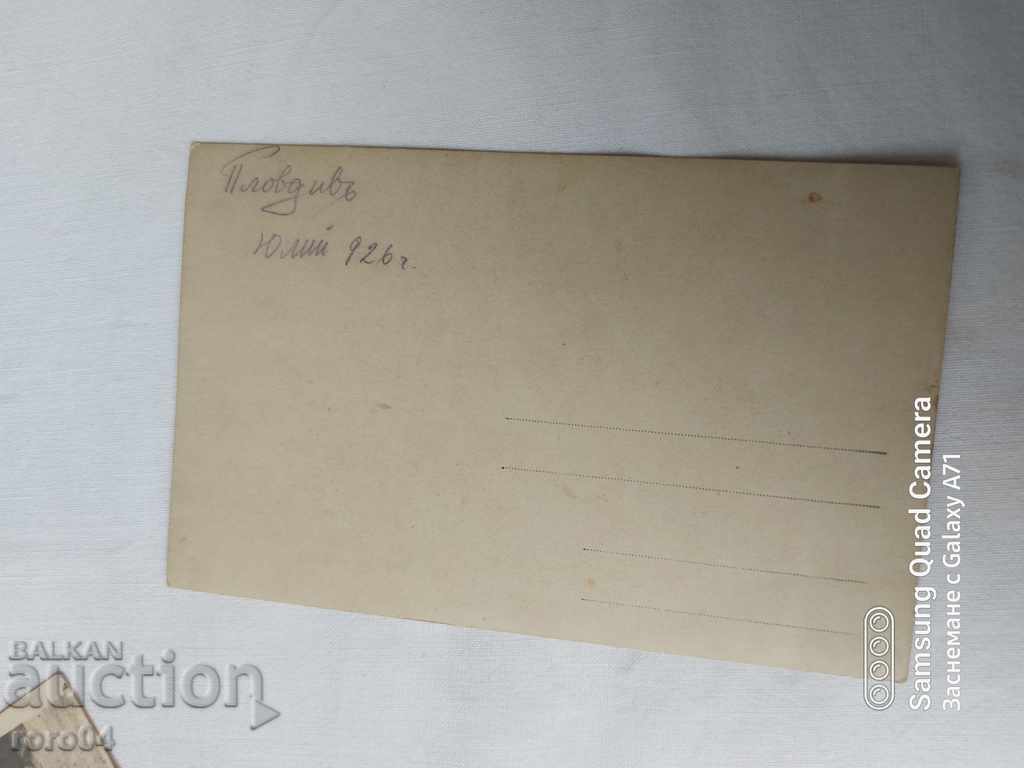 Пловдивъ
Юлий 926 г.
Samsung Quad Camera
Заснемане с Galaxy A71
BALKAN
auction
roro04